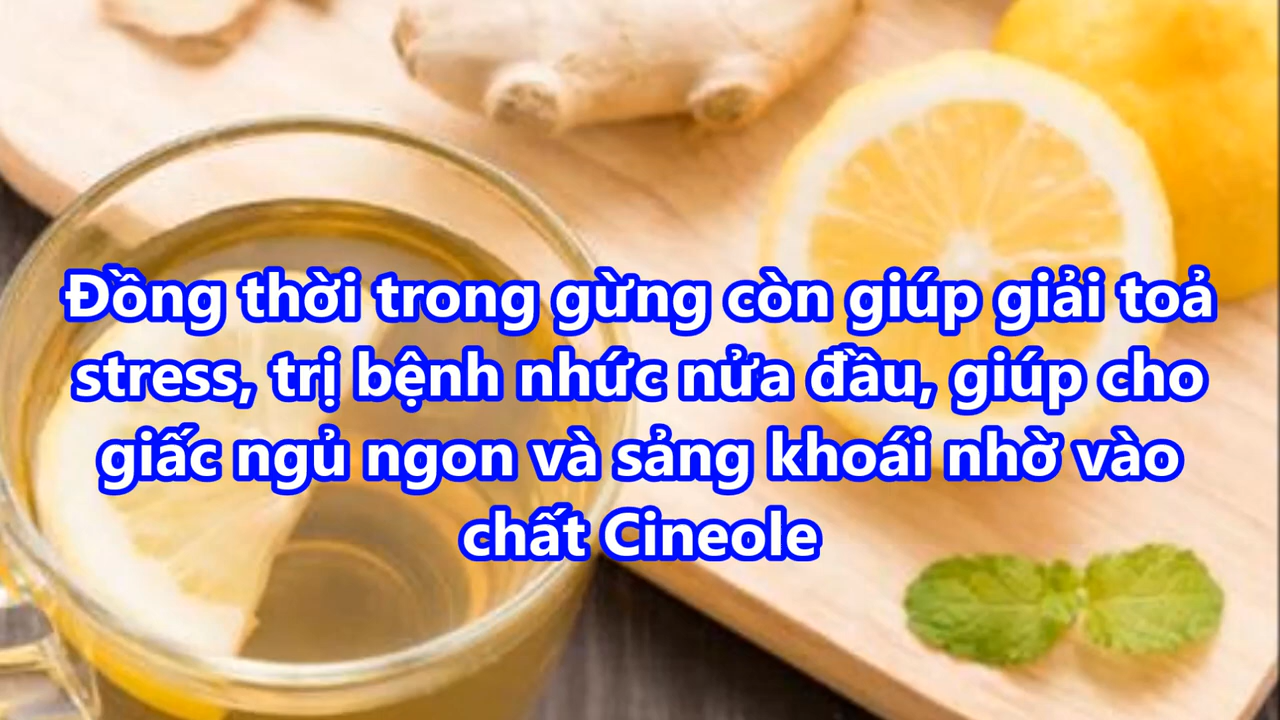 Đồng thời trong gừng còn giúp giải toả
stress, trị bệnh nhức nửa đầu, giúp cho
giấc ngủ ngon và sảng khoái nhờ vào
chất Cineole